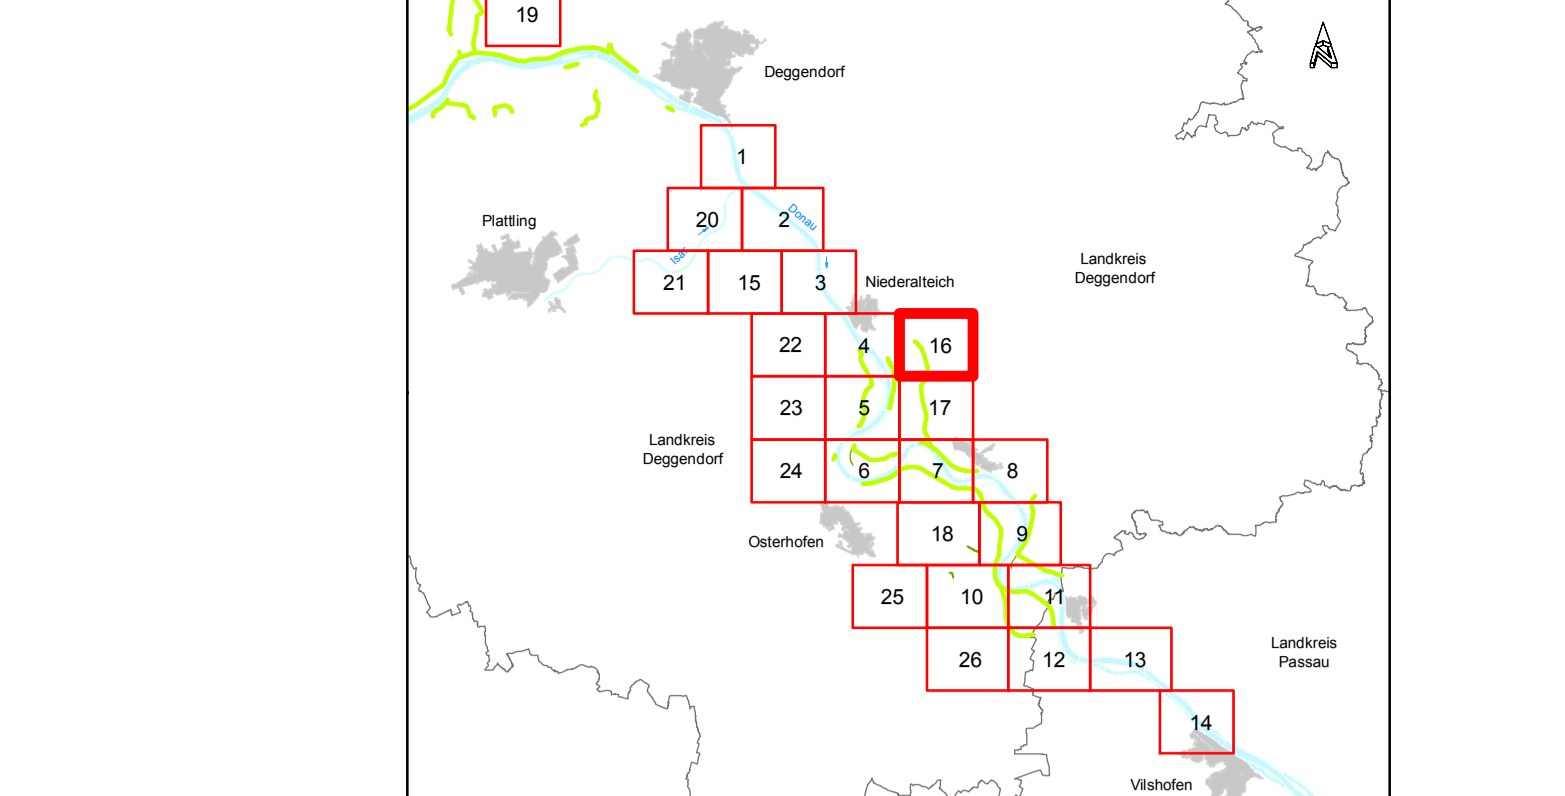 19
Deggendorf
1
Plattling
20
2
Donau
Isar
21
15
3
Niederalteich
Landkreis
Deggendorf
22
4
16
23
5
17
Landkreis
Deggendorf
24
6
7
8
Osterhofen
18
9
25
10
11
26
12
13
Landkreis
Passau
14
Vilshofen